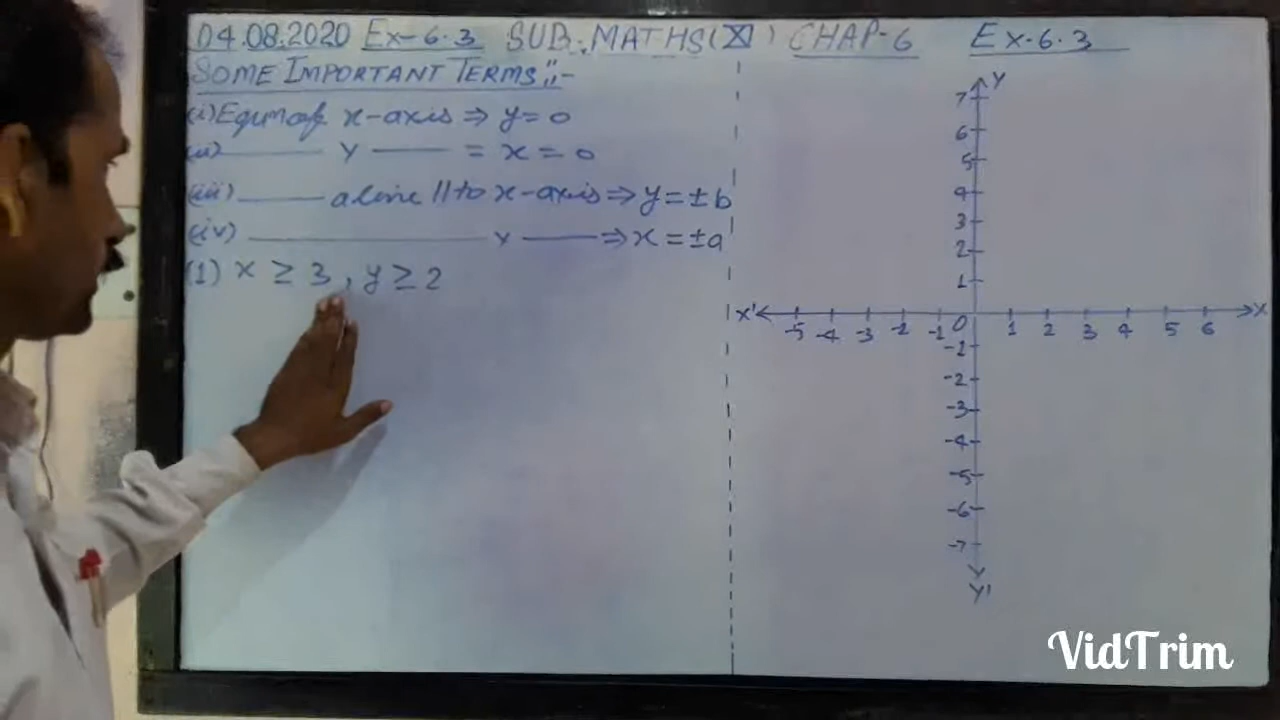 04.08.2020 Ex-6.3 SUB:MATHS(XI) CHAP-6 Ex.6.3
SOME IMPORTANT TERMS:-
(i) Equn of x-axis ⇒ y = 0
(ii) ——— Y ——— = x = 0
(iii) ——— a line || to x-axis ⇒ y = ±b
(iv) ——————— Y ——— ⇒ x = ±a
(1) x ≥ 3, y ≥ 2
Y
7
6
5
4
3
2
1
X' -5 -4 -3 -2 -1 0 1 2 3 4 5 6 X
-1
-2
-3
-4
-5
-6
-7
Y'
VidTrim